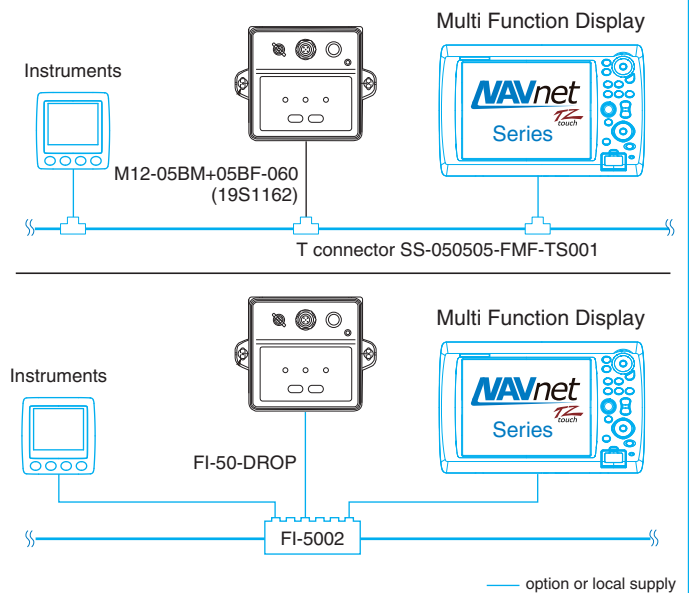 Multi Function Display
Instruments
NAVnet
TZ
touch
Series
M12-05BM+05BF-060
(19S1162)
T connector SS-050505-FMF-TS001
Multi Function Display
Instruments
NAVnet
TZ
touch
Series
FI-50-DROP
FI-5002
option or local supply